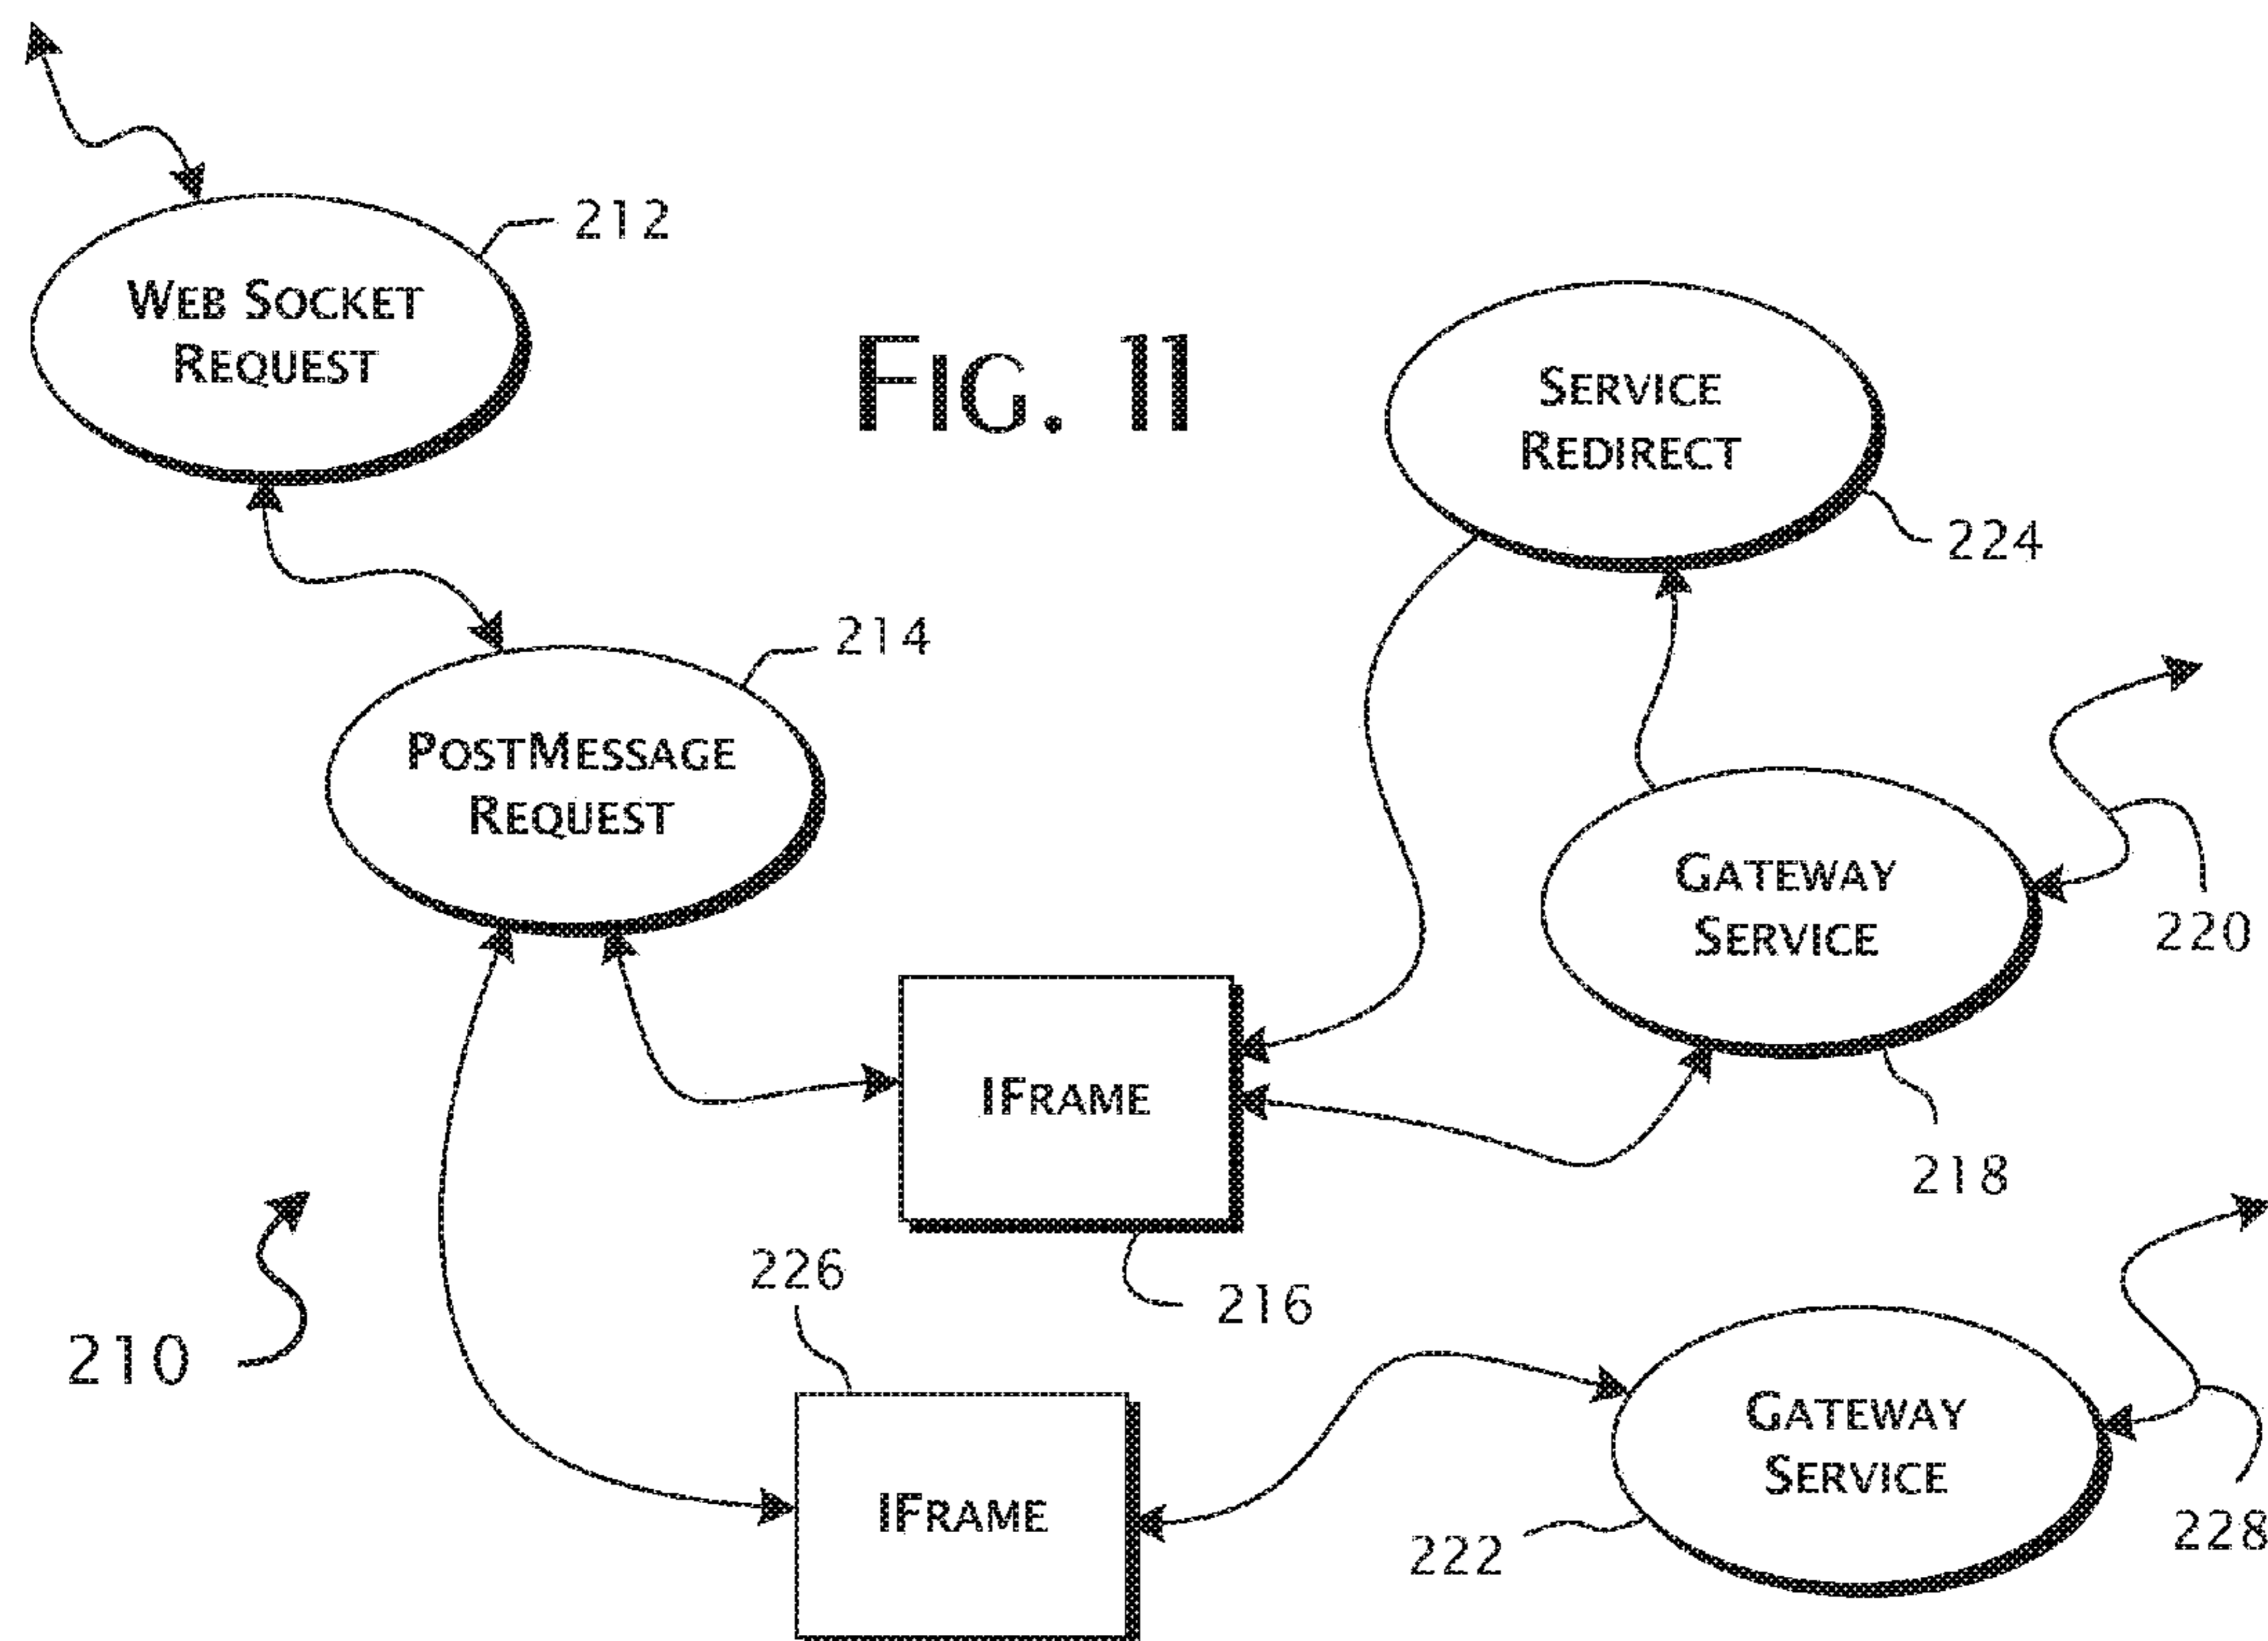 212
WEB SOCKET
REQUEST
FIG. 11
SERVICE
REDIRECT
224
214
POSTMESSAGE
REQUEST
GATEWAY
SERVICE
220
IFRAME
218
226
216
210
GATEWAY
SERVICE
IFRAME
222
228